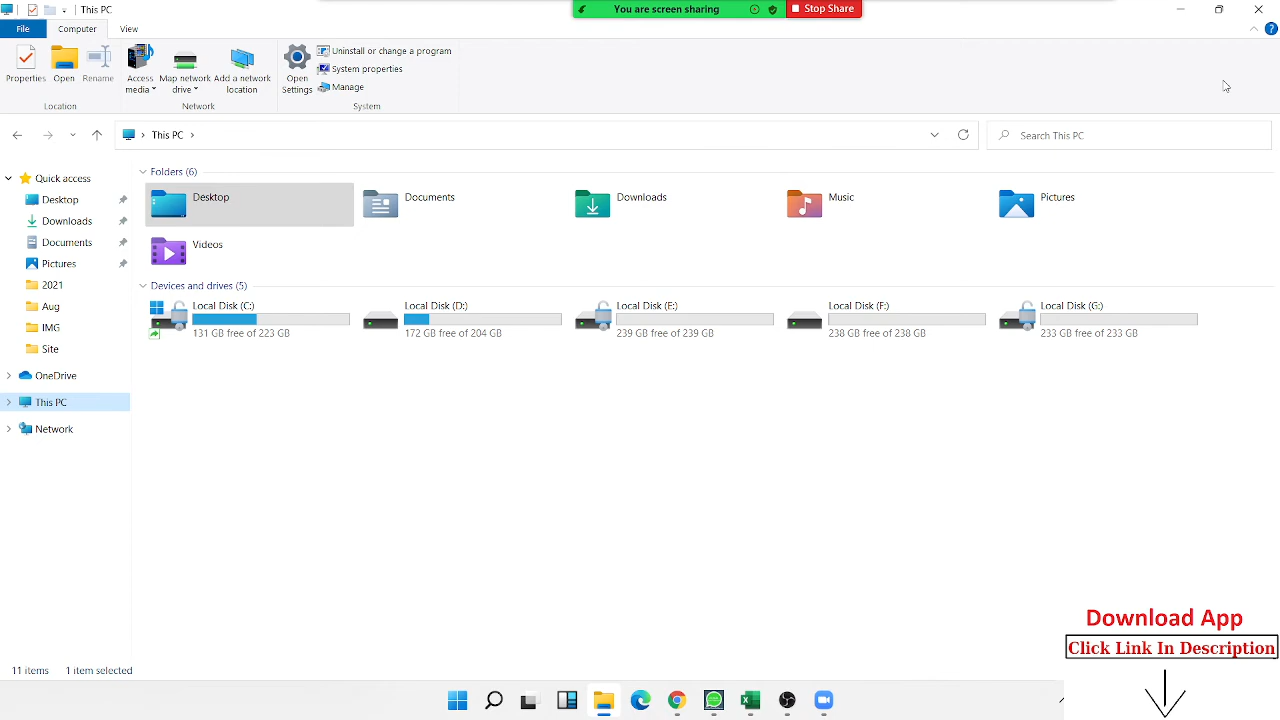 This PC
You are screen sharing
Stop Share
File
Computer
View
Properties
Open
Rename
Access media
Map network drive
Add a network location
Open Settings
Uninstall or change a program
System properties
Manage
Location
Network
System
This PC
Search This PC
Quick access
Desktop
Downloads
Documents
Pictures
2021
Aug
IMG
Site
OneDrive
This PC
Network
Folders (6)
Desktop
Documents
Downloads
Music
Pictures
Videos
Devices and drives (5)
Local Disk (C:)
131 GB free of 223 GB
Local Disk (D:)
172 GB free of 204 GB
Local Disk (E:)
239 GB free of 239 GB
Local Disk (F:)
238 GB free of 238 GB
Local Disk (G:)
233 GB free of 233 GB
Download App
Click Link In Description
11 items
1 item selected